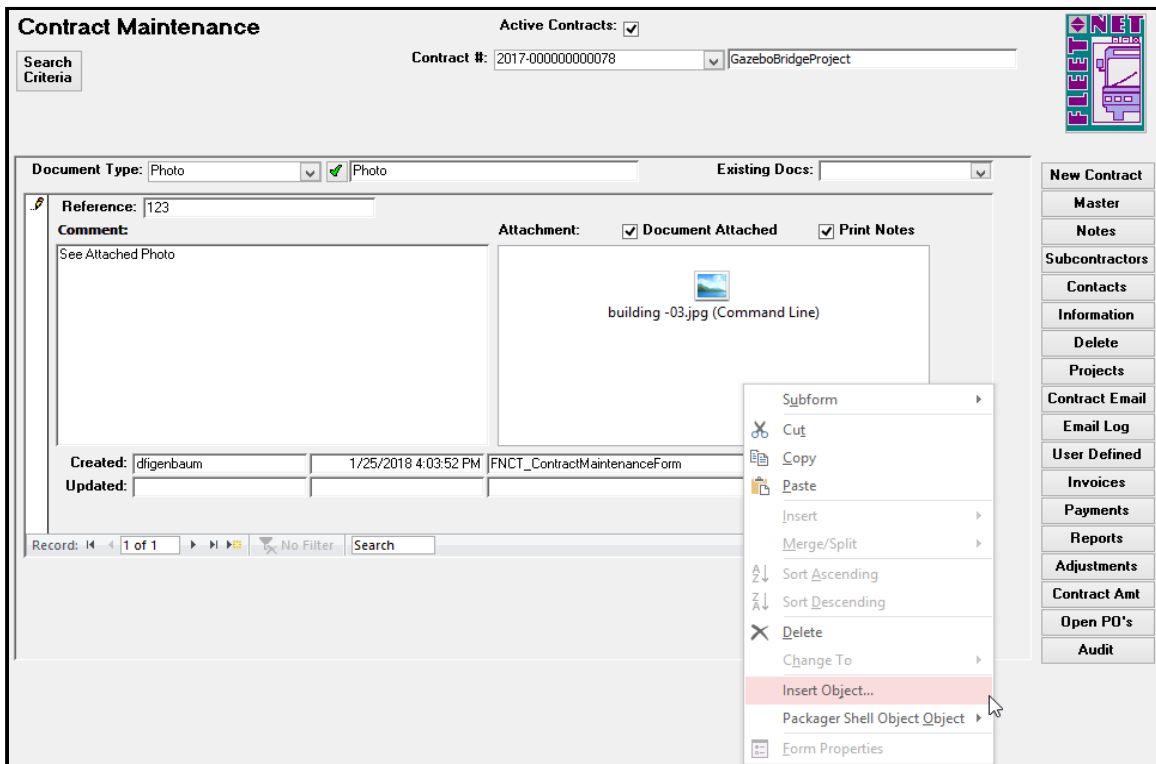 Contract Maintenance
Active Contracts:
FLEET NET
Search Criteria
Contract #: 2017-000000000078 GazeboBridgeProject
Document Type: Photo Photo Existing Docs:
Reference: 123
Comment: Attachment: Document Attached Print Notes
See Attached Photo
building -03.jpg (Command Line)
Created: dfigenbaum 1/25/2018 4:03:52 PM FNCT_ContractMaintenanceForm
Updated:
Record: 1 of 1 No Filter Search
Subform
Cut
Copy
Paste
Insert
Merge/Split
Sort Ascending
Sort Descending
Delete
Change To
Insert Object...
Packager Shell Object Object
Form Properties
New Contract
Master
Notes
Subcontractors
Contacts
Information
Delete
Projects
Contract Email
Email Log
User Defined
Invoices
Payments
Reports
Adjustments
Contract Amt
Open PO's
Audit